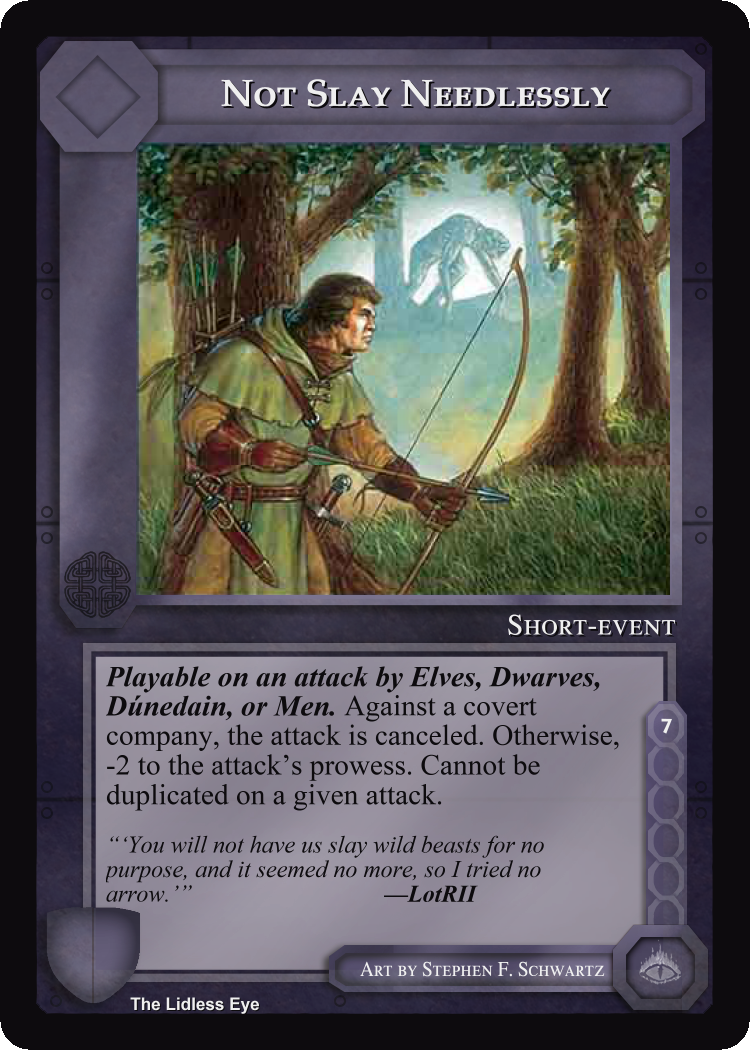 Not Slay Needlessly
Short-event
Playable on an attack by Elves, Dwarves,
Dúnedain, or Men. Against a covert
company, the attack is canceled. Otherwise,
-2 to the attack's prowess. Cannot be
duplicated on a given attack.
7
“‘You will not have us slay wild beasts for no
purpose, and it seemed no more, so I tried no
arrow.’” —LotRII
Art by Stephen F. Schwartz
The Lidless Eye